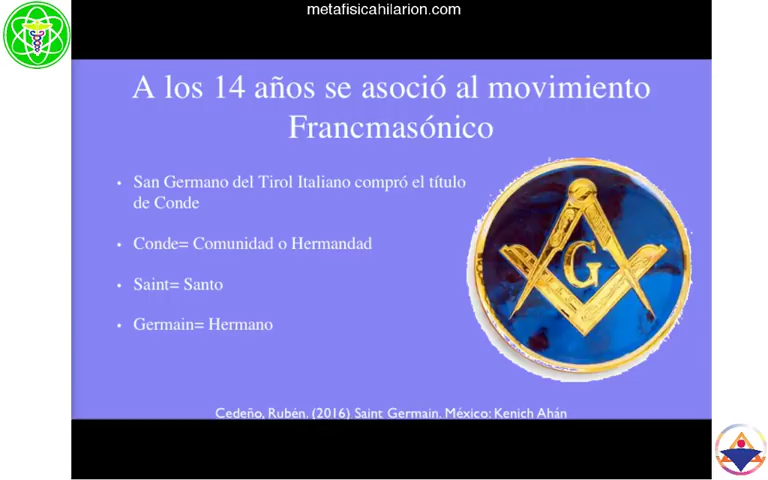 metafisicahilarion.com
A los 14 años se asoció al movimiento
Francmasónico
• San Germano del Tirol Italiano compró el título
de Conde
• Conde= Comunidad o Hermandad
• Saint= Santo
• Germain= Hermano
G
Cedeño, Rubén. (2016) Saint Germain. México: Kenich Ahán